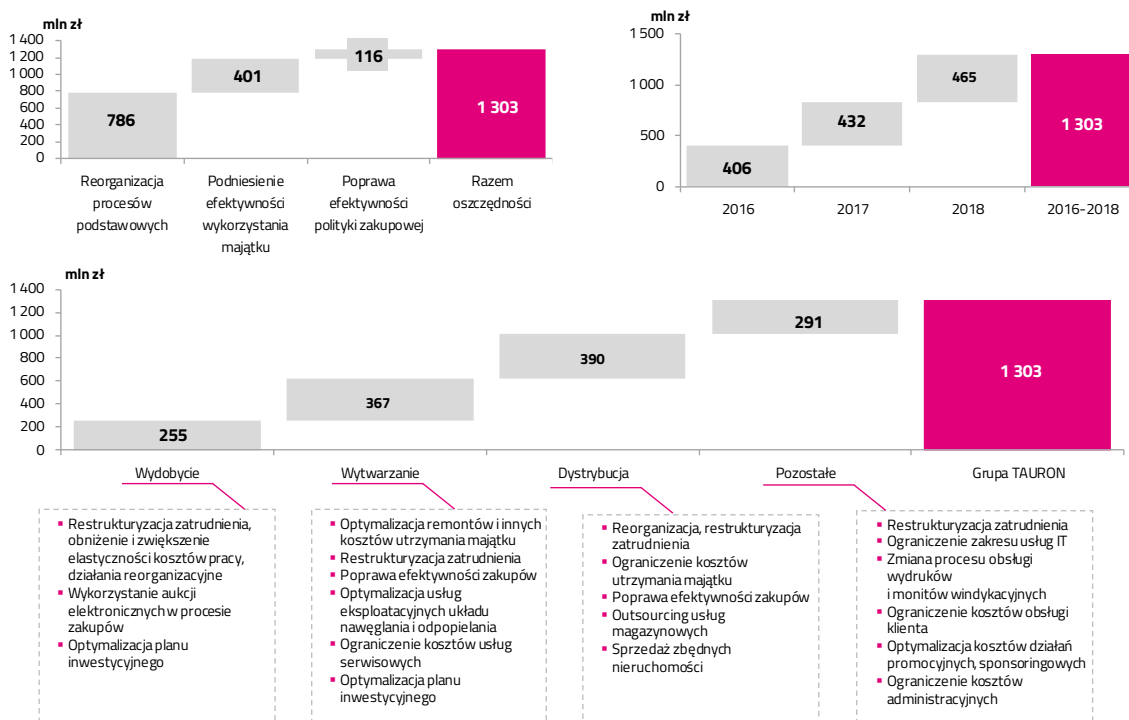 mln zł
1 400
1 200
1 000
800
600
400
200
0
786
401
116
1 303
Reorganizacja
procesów
podstawowych
Podniesienie
efektywności
wykorzystania
majątku
Poprawa
efektywności
polityki zakupowej
Razem
oszczędności
mln zł
1 500
1 000
500
0
406
432
465
1 303
2016
2017
2018
2016-2018
mln zł
1 400
1 200
1 000
800
600
400
200
0
255
367
390
291
1 303
Wydobycie
Wytwarzanie
Dystrybucja
Pozostałe
Grupa TAURON
▪ Restrukturyzacja zatrudnienia,
obniżenie i zwiększenie
elastyczności kosztów pracy,
działania reorganizacyjne
▪ Wykorzystanie aukcji
elektronicznych w procesie
zakupów
▪ Optymalizacja planu
inwestycyjnego
▪ Optymalizacja remontów i innych
kosztów utrzymania majątku
▪ Restrukturyzacja zatrudnienia
▪ Poprawa efektywności zakupów
▪ Optymalizacja usług
eksploatacyjnych układu
nawęglania i odpopielania
▪ Ograniczenie kosztów usług
serwisowych
▪ Optymalizacja planu
inwestycyjnego
▪ Reorganizacja, restrukturyzacja
zatrudnienia
▪ Ograniczenie kosztów
utrzymania majątku
▪ Poprawa efektywności zakupów
▪ Outsourcing usług
magazynowych
▪ Sprzedaż zbędnych
nieruchomości
▪ Restrukturyzacja zatrudnienia
▪ Ograniczenie zakresu usług IT
▪ Zmiana procesu obsługi
wydruków
i monitów windykacyjnych
▪ Ograniczenie kosztów obsługi
klienta
▪ Optymalizacja kosztów działań
promocyjnych, sponsoringowych
▪ Ograniczenie kosztów
administracyjnych